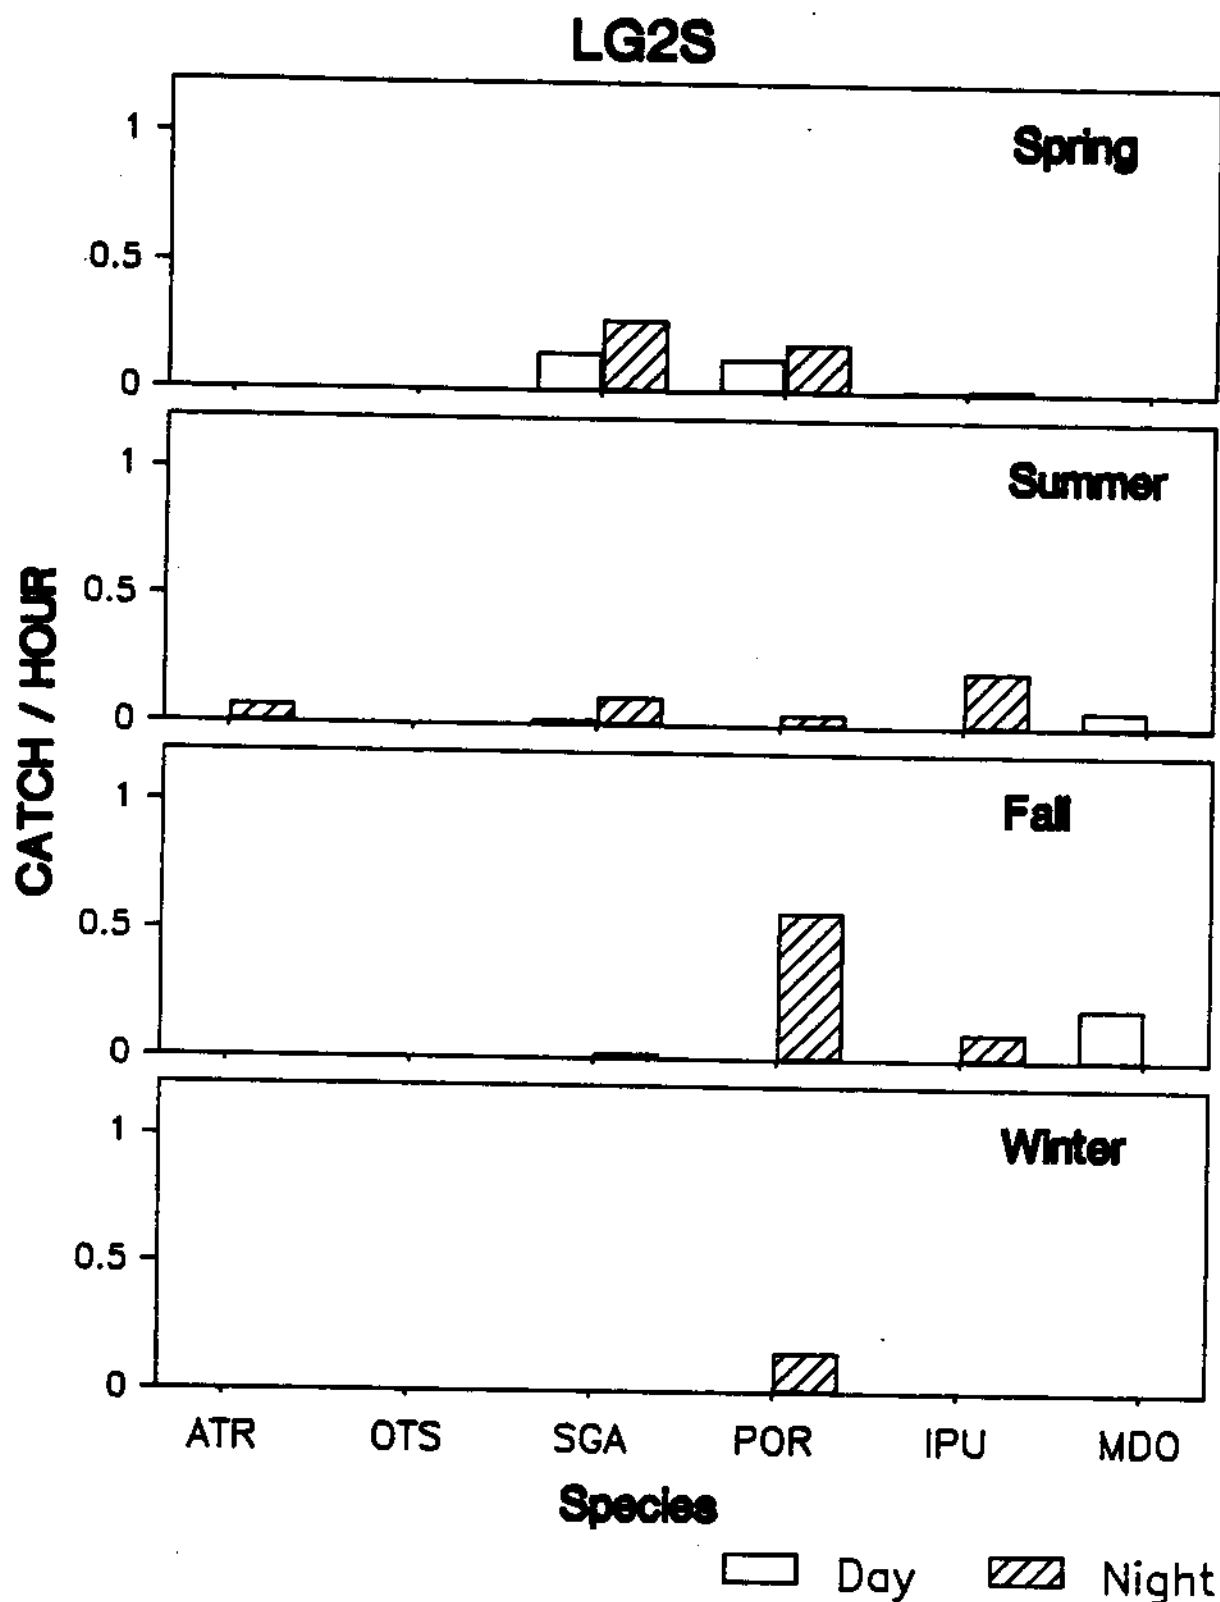 LG2S
Spring
1
0.5
0
Summer
1
0.5
0
CATCH / HOUR
Fall
1
0.5
0
Winter
1
0.5
0
ATR OTS SGA POR IPU MDO
Species
Day Night